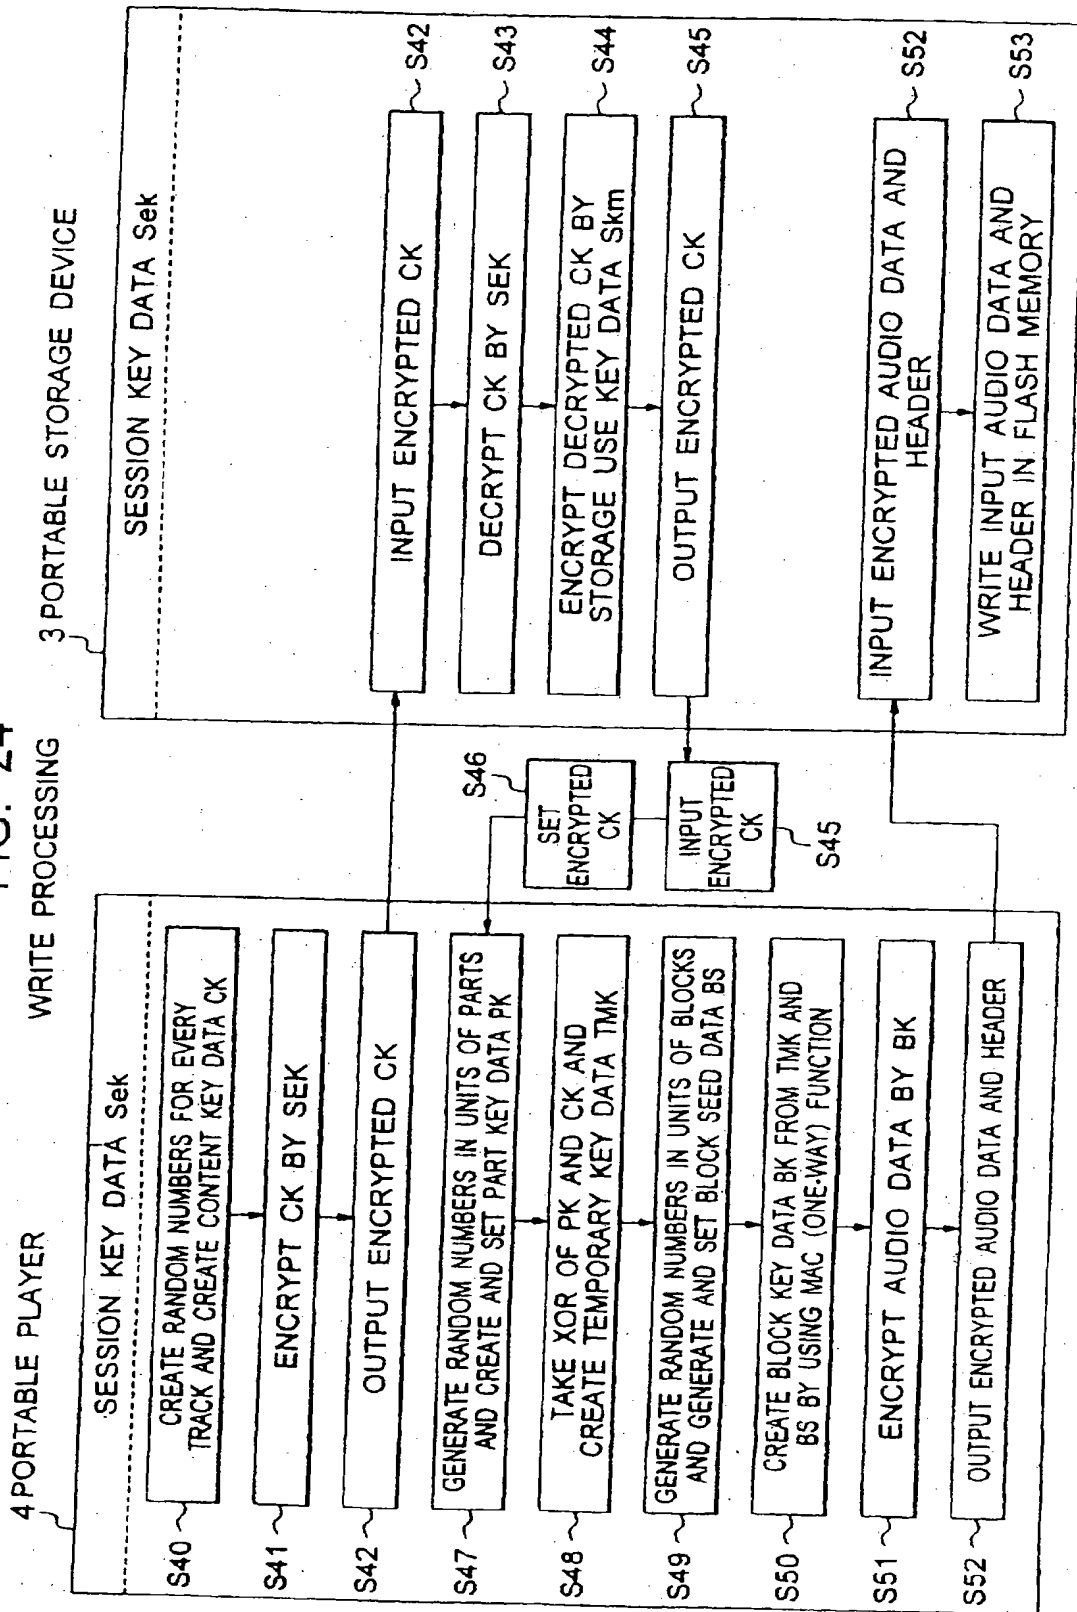 FIG. 24
WRITE PROCESSING
4 PORTABLE PLAYER
SESSION KEY DATA Sek
S40
CREATE RANDOM NUMBERS FOR EVERY
TRACK AND CREATE CONTENT KEY DATA CK
S41
ENCRYPT CK BY SEK
S42
OUTPUT ENCRYPTED CK
S47
GENERATE RANDOM NUMBERS IN UNITS OF PARTS
AND CREATE AND SET PART KEY DATA PK
S48
TAKE XOR OF PK AND CK AND
CREATE TEMPORARY KEY DATA TMK
S49
GENERATE RANDOM NUMBERS IN UNITS OF BLOCKS
AND GENERATE AND SET BLOCK SEED DATA BS
S50
CREATE BLOCK KEY DATA BK FROM TMK AND
BS BY USING MAC (ONE-WAY) FUNCTION
S51
ENCRYPT AUDIO DATA BY BK
S52
OUTPUT ENCRYPTED AUDIO DATA AND HEADER
S46
SET
ENCRYPTED
CK
INPUT
ENCRYPTED
CK
S45
3 PORTABLE STORAGE DEVICE
SESSION KEY DATA Sek
INPUT ENCRYPTED CK
S42
DECRYPT CK BY SEK
S43
ENCRYPT DECRYPTED CK BY
STORAGE USE KEY DATA Skm
S44
OUTPUT ENCRYPTED CK
S45
INPUT ENCRYPTED AUDIO DATA AND
HEADER
S52
WRITE INPUT AUDIO DATA AND
HEADER IN FLASH MEMORY
S53